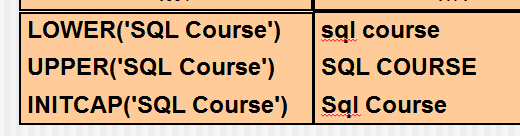 LOWER('SQL Course') sql course
UPPER('SQL Course') SQL COURSE
INITCAP('SQL Course') Sql Course